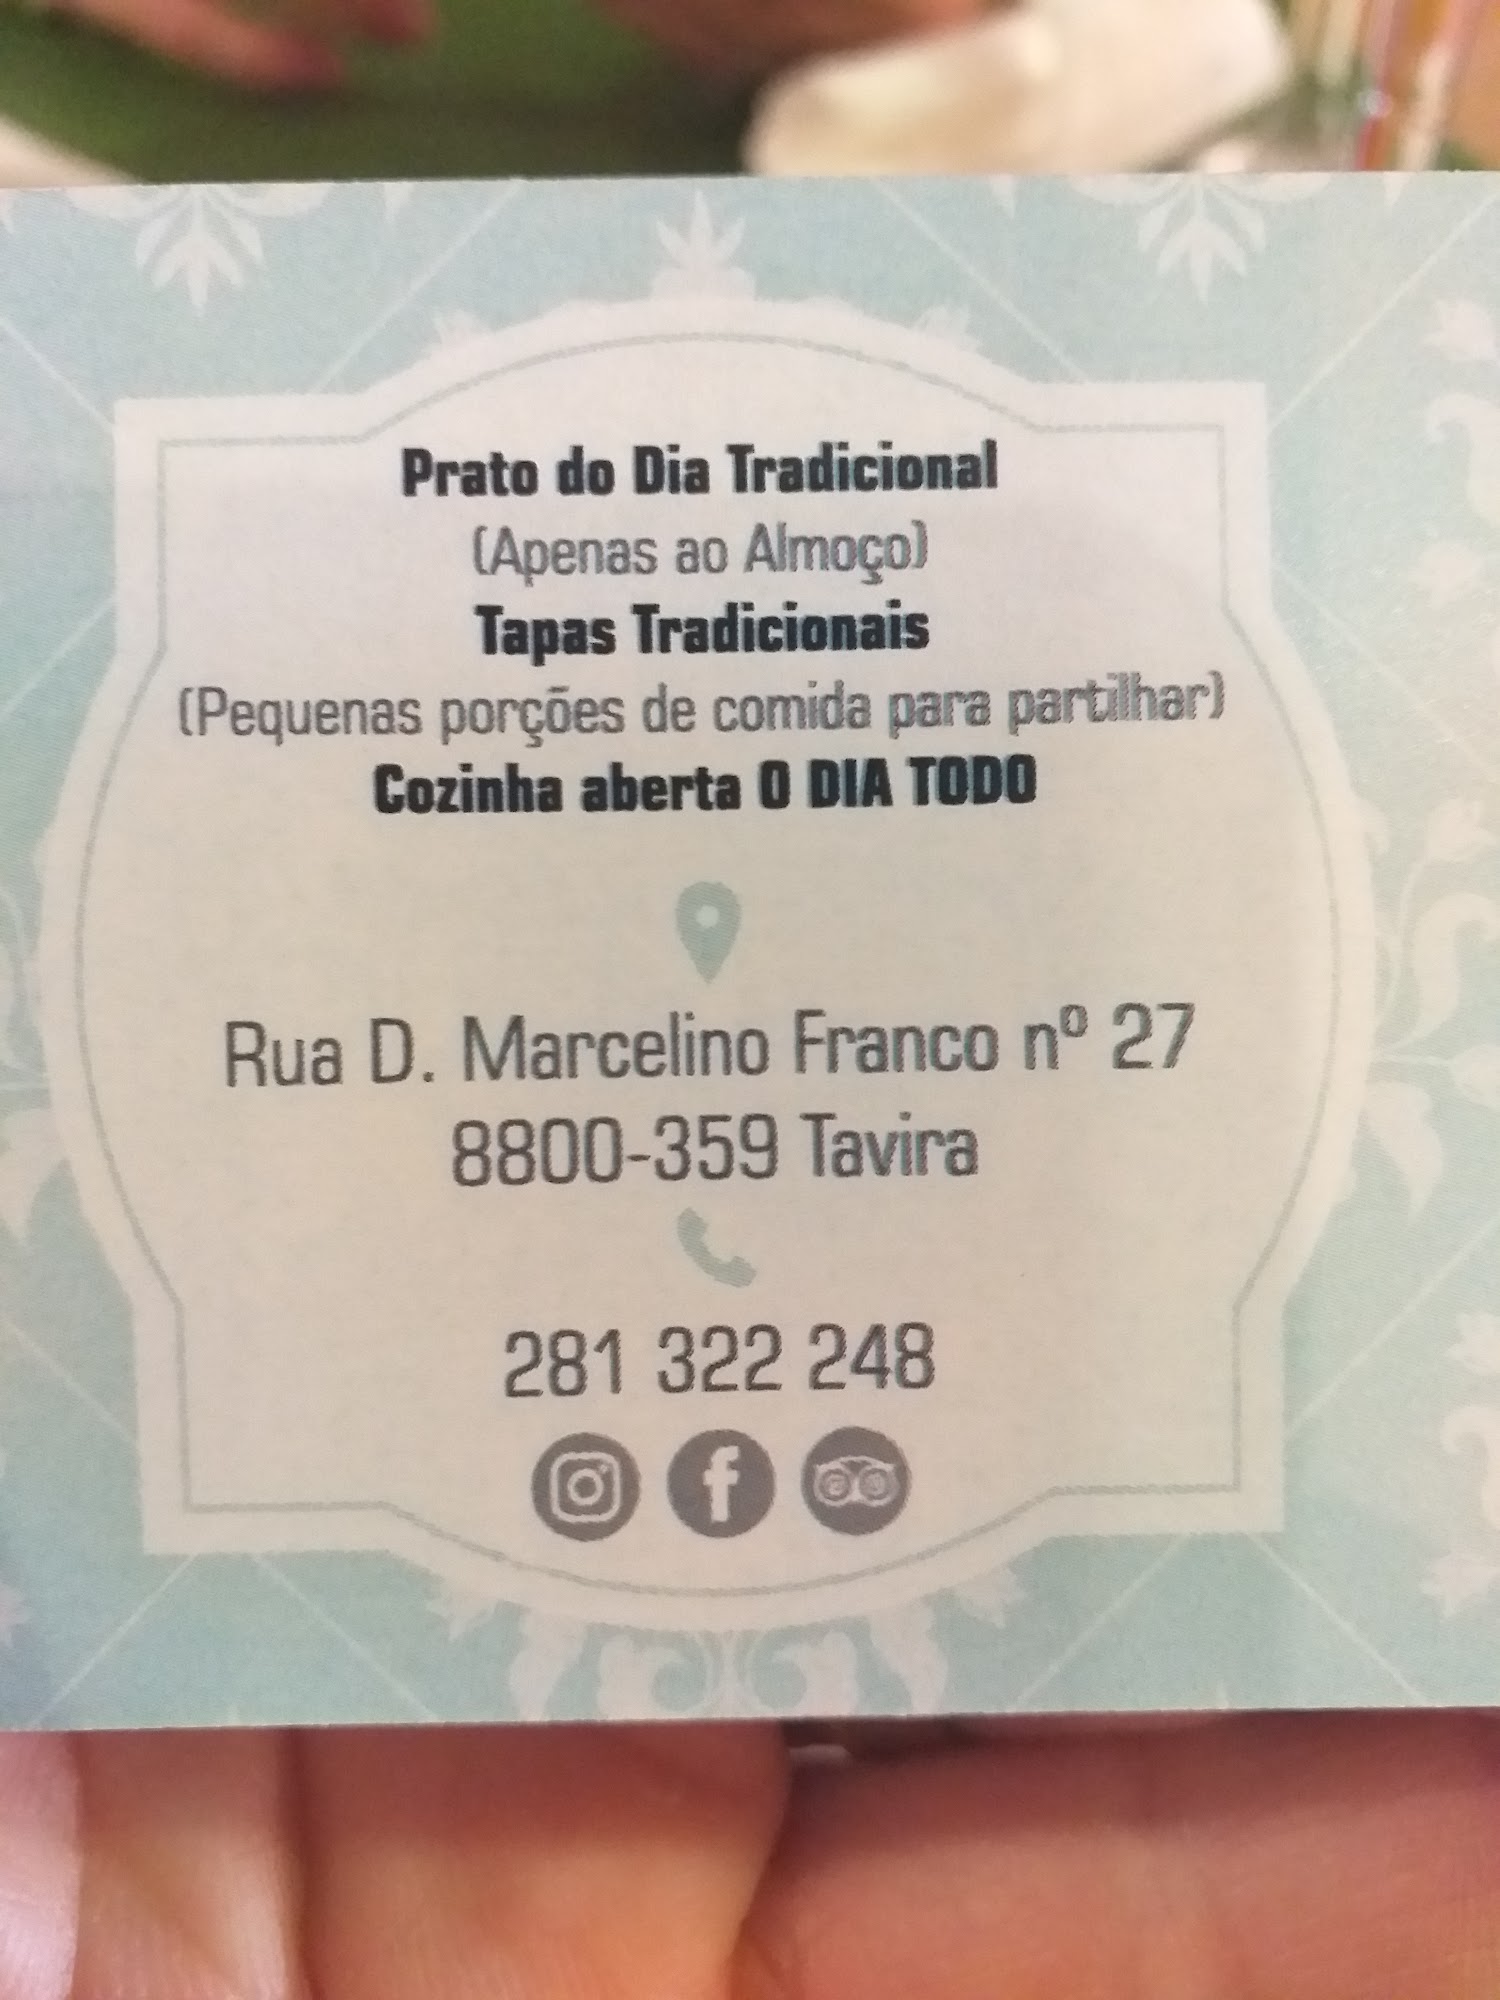 Prato do Dia Tradicional
(Apenas ao Almoço)
Tapas Tradicionais
(Pequenas porções de comida para partilhar)
Cozinha aberta O DIA TODO
Rua D. Marcelino Franco nº 27
8800-359 Tavira
281 322 248